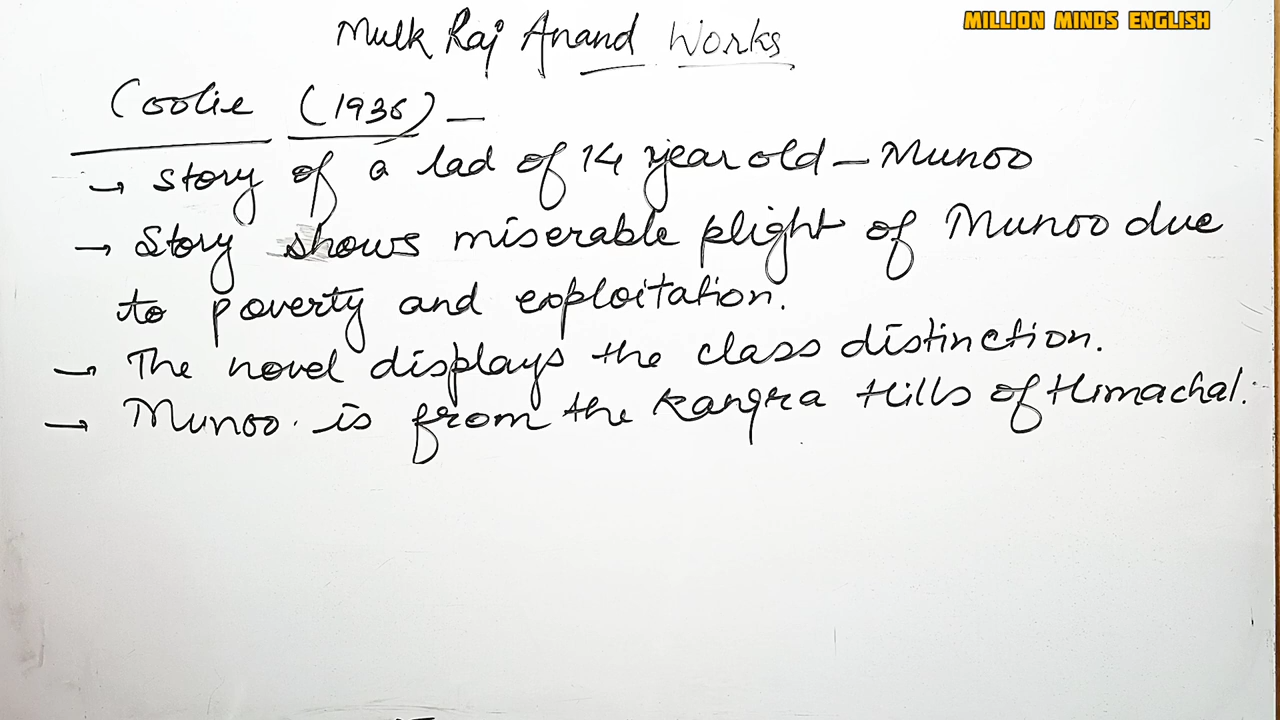 MILLION MINDS ENGLISH
Mulk Raj Anand Works
Coolie (1936) –
→ Story of a lad of 14 year old – Munoo
→ Story shows miserable plight of Munoo due
to poverty and exploitation.
→ The novel displays the class distinction.
→ Munoo is from the Kangra Hills of Himachal.